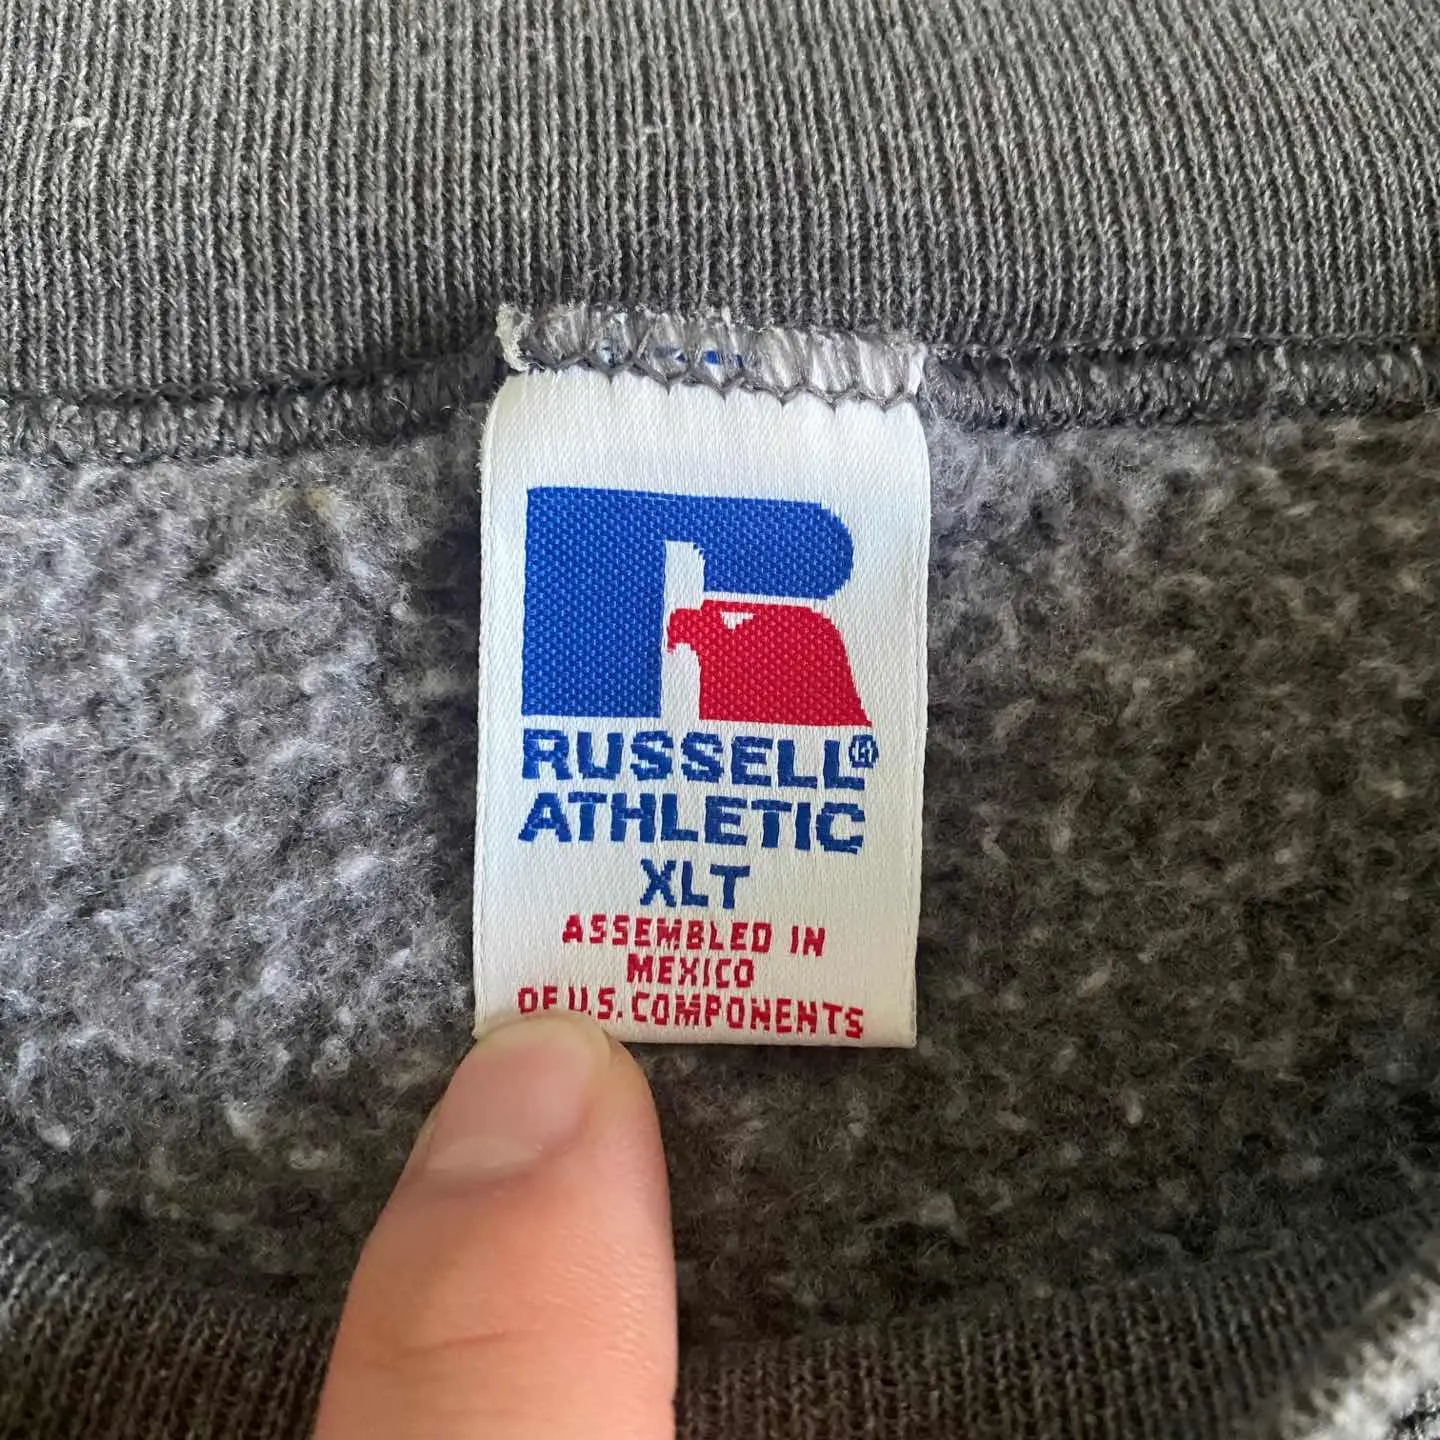 R
RUSSELL®
ATHLETIC
XLT
ASSEMBLED IN
MEXICO
OF U.S. COMPONENTS